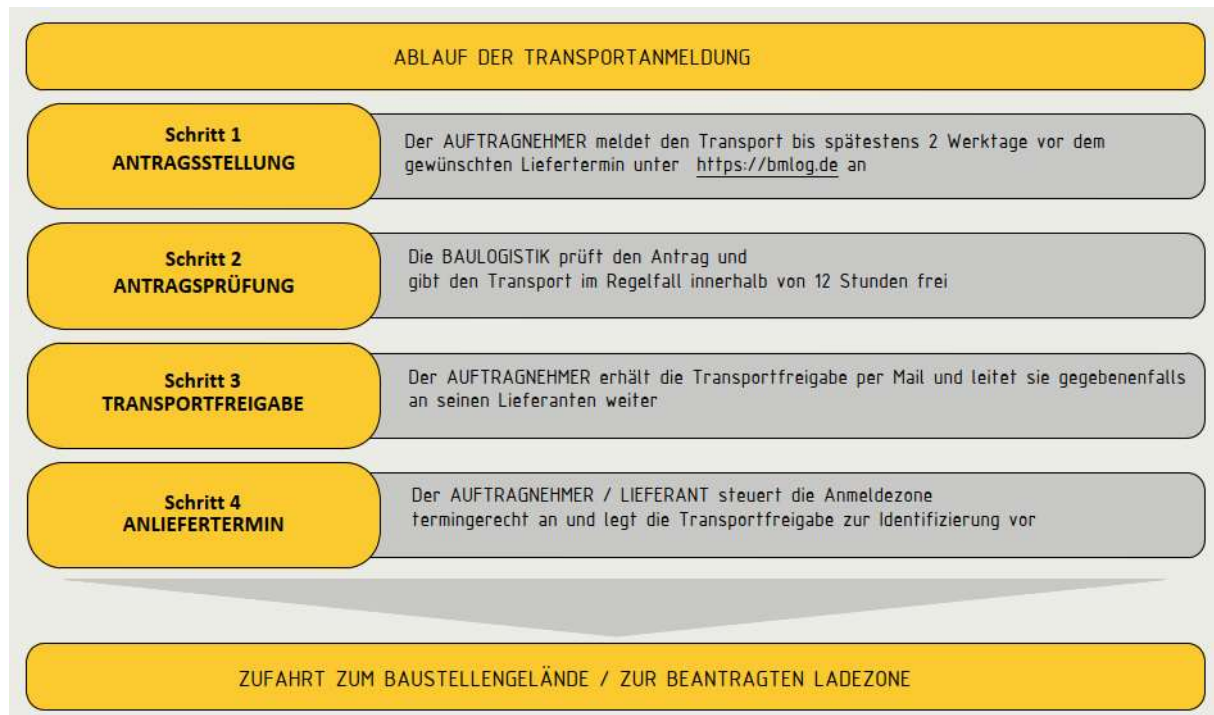 ABLAUF DER TRANSPORTANMELDUNG
Schritt 1
ANTRAGSSTELLUNG
Der AUFTRAGNEHMER meldet den Transport bis spätestens 2 Werktage vor dem
gewünschten Liefertermin unter https://bmlog.de an
Schritt 2
ANTRAGSPRÜFUNG
Die BAULOGISTIK prüft den Antrag und
gibt den Transport im Regelfall innerhalb von 12 Stunden frei
Schritt 3
TRANSPORTFREIGABE
Der AUFTRAGNEHMER erhält die Transportfreigabe per Mail und leitet sie gegebenenfalls
an seinen Lieferanten weiter
Schritt 4
ANLIEFERTERMIN
Der AUFTRAGNEHMER / LIEFERANT steuert die Anmeldezone
termingerecht an und legt die Transportfreigabe zur Identifizierung vor
ZUFAHRT ZUM BAUSTELLENGELÄNDE / ZUR BEANTRAGTEN LADEZONE